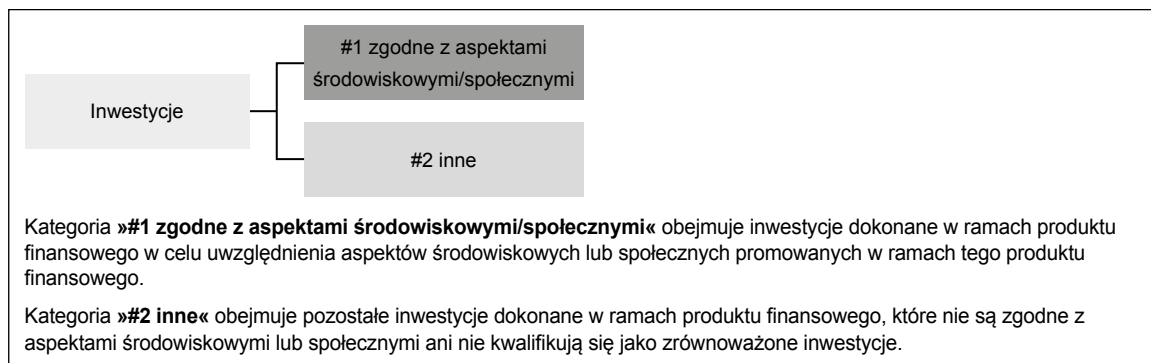 #1 zgodne z aspektami
środowiskowymi/społecznymi
Inwestycje
#2 inne
Kategoria »#1 zgodne z aspektami środowiskowymi/społecznymi« obejmuje inwestycje dokonane w ramach produktu
finansowego w celu uwzględnienia aspektów środowiskowych lub społecznych promowanych w ramach tego produktu
finansowego.
Kategoria »#2 inne« obejmuje pozostałe inwestycje dokonane w ramach produktu finansowego, które nie są zgodne z
aspektami środowiskowymi lub społecznymi ani nie kwalifikują się jako zrównoważone inwestycje.